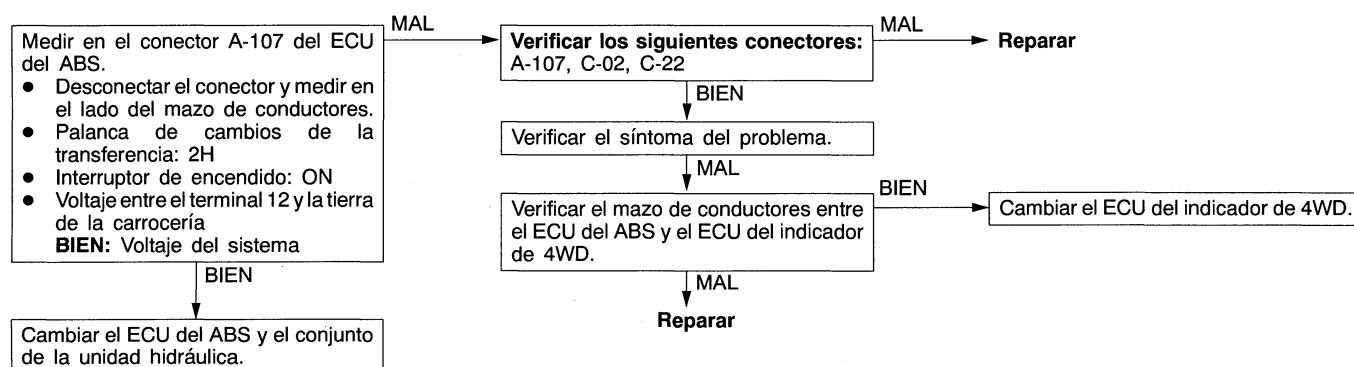 Medir en el conector A-107 del ECU
del ABS.
● Desconectar el conector y medir en
el lado del mazo de conductores.
● Palanca de cambios de la
transferencia: 2H
● Interruptor de encendido: ON
● Voltaje entre el terminal 12 y la tierra
de la carrocería
BIEN: Voltaje del sistema
MAL
BIEN
Cambiar el ECU del ABS y el conjunto
de la unidad hidráulica.
Verificar los siguientes conectores:
A-107, C-02, C-22
MAL
Reparar
BIEN
Verificar el síntoma del problema.
MAL
Verificar el mazo de conductores entre
el ECU del ABS y el ECU del indicador
de 4WD.
BIEN
Cambiar el ECU del indicador de 4WD.
MAL
Reparar